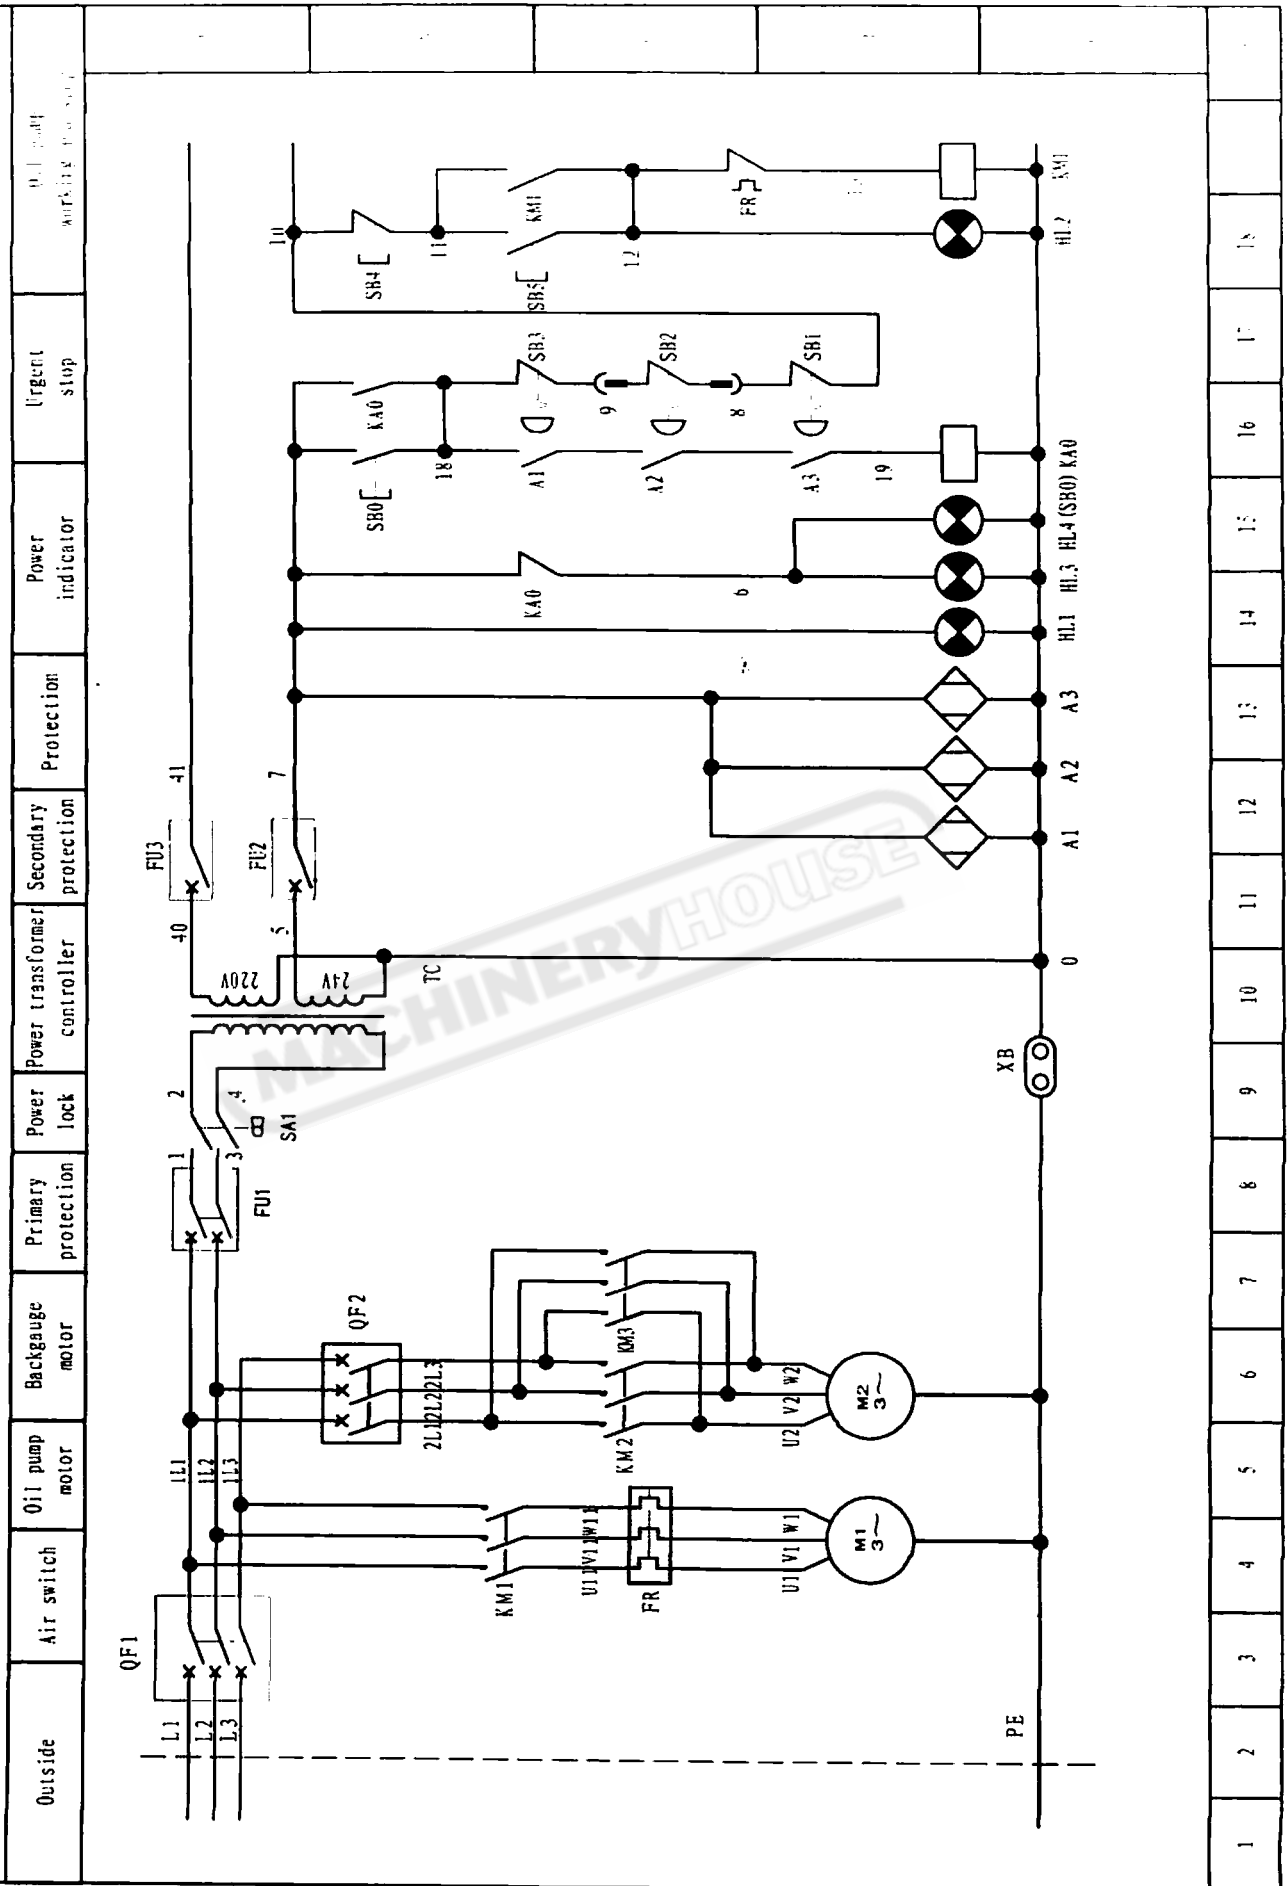 Outside
Air switch
Oil pump
motor
Backgauge
motor
Primary
protection
Power
lock
Power transformer
controller
Secondary
protection
Protection
Power
indicator
Urgent
stop
QF1
L1
L2
L3
PE
1L1
1L2
1L3
KM1
U11 V11 W11
FR
U1 V1 W1
M1
3~
QF2
2L1 2L2 2L3
KM2
KM3
U2 V2 W2
M2
3~
FU1
1
3
SA1
2
4
XB
220V
24V
TC
0
40
5
FU3
FU2
41
7
A1
A2
A3
HL1
HL3
HL4(SB0)
KA0
KA0
6
SB0
18
KA0
A1
A2
A3
19
SB3
9
SB2
8
SB1
10
SB4
11
SB5
KM1
12
FR
HL2
KM1
MACHINERYHOUSE
1
2
3
4
5
6
7
8
9
10
11
12
13
14
15
16
17
18